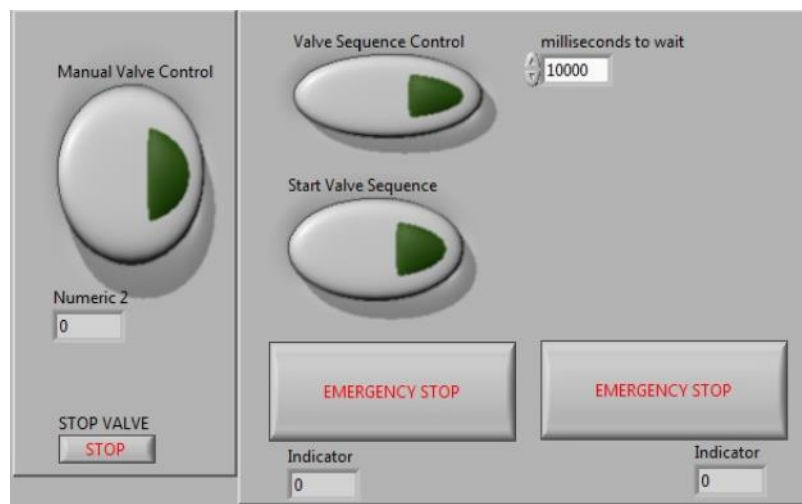 Manual Valve Control
Numeric 2
0
STOP VALVE
STOP
Valve Sequence Control
milliseconds to wait
10000
Start Valve Sequence
EMERGENCY STOP
EMERGENCY STOP
Indicator
0
Indicator
0